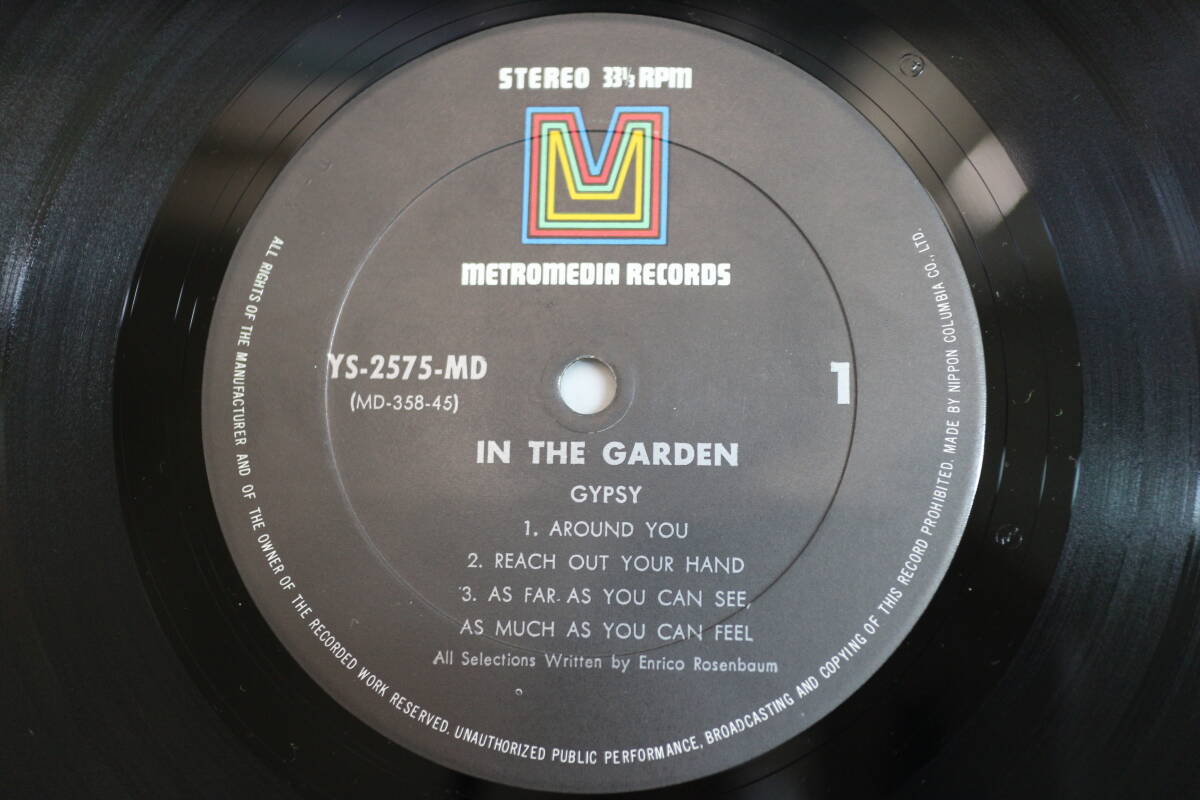 STEREO 33⅓ RPM
METROMEDIA RECORDS
YS-2575-MD
(MD-358-45)
1
IN THE GARDEN
GYPSY
1. AROUND YOU
2. REACH OUT YOUR HAND
3. AS FAR AS YOU CAN SEE,
AS MUCH AS YOU CAN FEEL
All Selections Written by Enrico Rosenbaum
ALL RIGHTS OF THE MANUFACTURER AND OF THE OWNER OF THE RECORDED WORK RESERVED. UNAUTHORIZED PUBLIC PERFORMANCE, BROADCASTING AND COPYING OF THIS RECORD PROHIBITED. MADE BY NIPPON COLUMBIA CO., LTD.